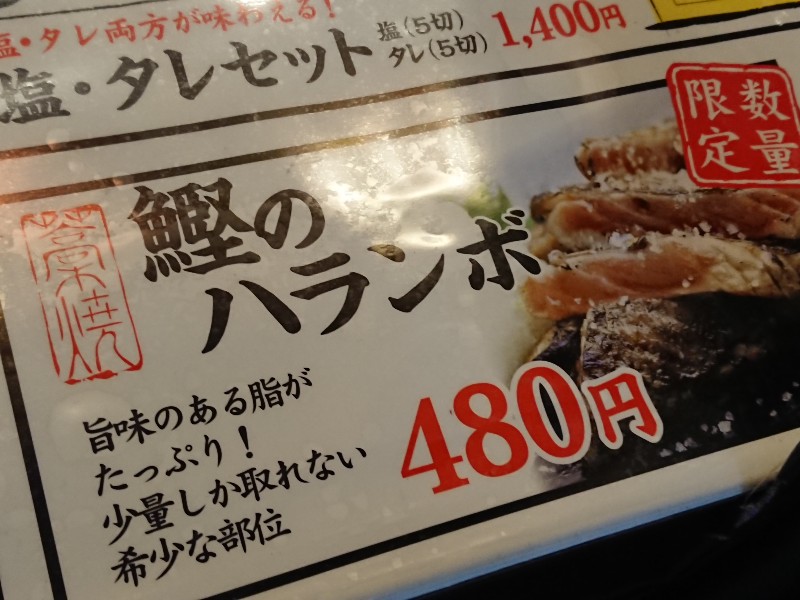 塩・タレ両方が味わえる！
塩・タレセット
塩(5切)
タレ(5切)
1,400円
数量
限定
藁焼
鰹の
ハランボ
旨味のある脂が
たっぷり！
少量しか取れない
希少な部位
480円